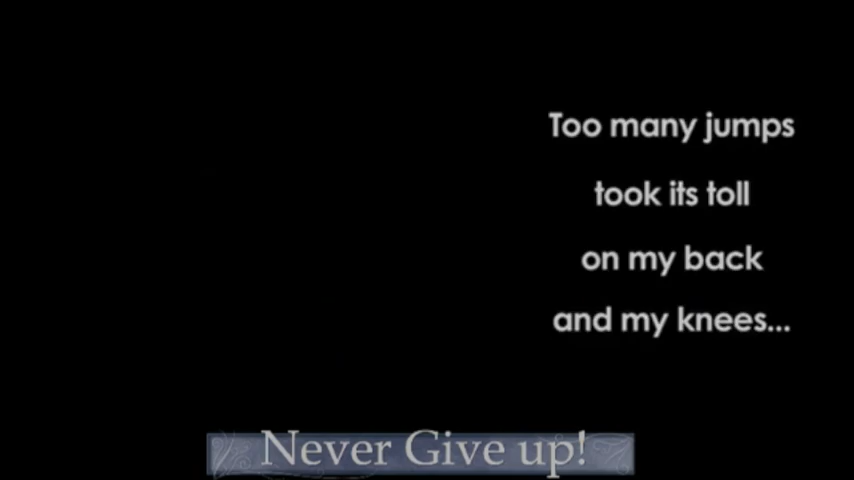 Too many jumps
took its toll
on my back
and my knees...
Never Give up!